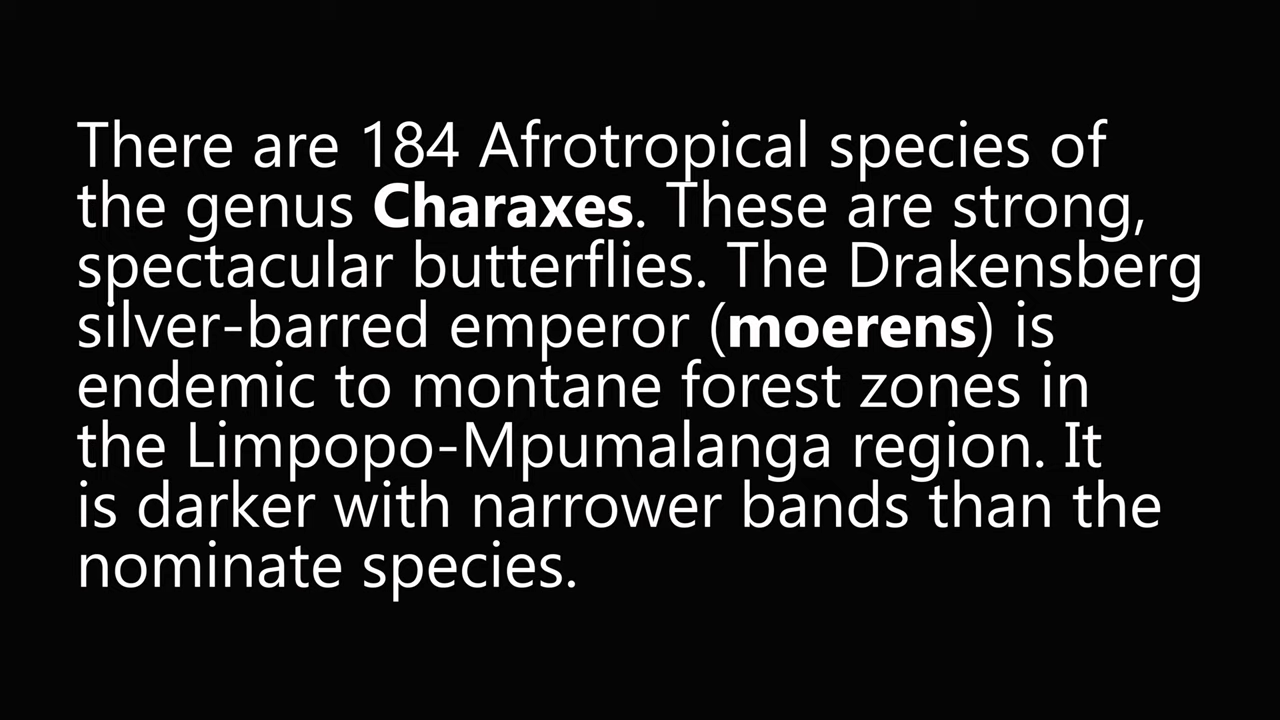 There are 184 Afrotropical species of
the genus Charaxes. These are strong,
spectacular butterflies. The Drakensberg
silver-barred emperor (moerens) is
endemic to montane forest zones in
the Limpopo-Mpumalanga region. It
is darker with narrower bands than the
nominate species.